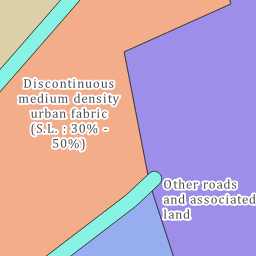 Discontinuous
medium density
urban fabric
(S.L. : 30% -
50%)
Other roads
and associated
land